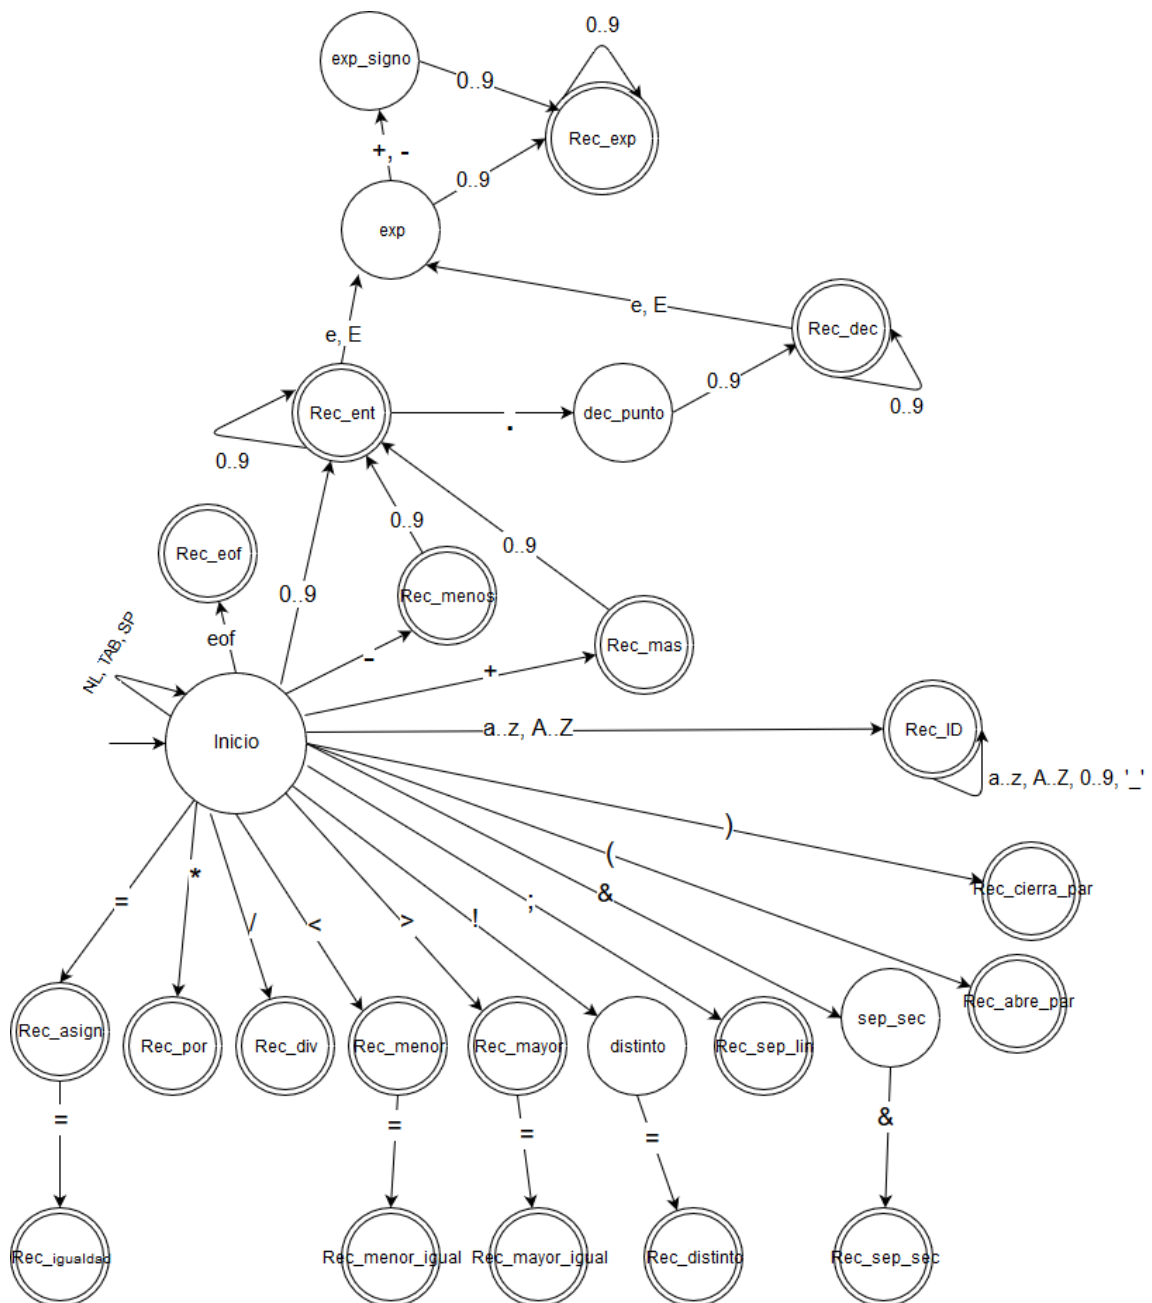 0..9
exp_signo
0..9
Rec_exp
+, -
0..9
exp
e, E
Rec_dec
e, E
0..9
0..9
Rec_ent
.
dec_punto
0..9
0..9
0..9
Rec_eof
0..9
Rec_menos
eof
NL, TAB, SP
-
+
Rec_mas
Inicio
a..z, A..Z
Rec_ID
a..z, A..Z, 0..9, '_'
)
(
Rec_cierra_par
=
*
/
<
>
!
;
&
Rec_abre_par
Rec_asign
Rec_por
Rec_div
Rec_menor
Rec_mayor
distinto
Rec_sep_lin
sep_sec
=
=
=
=
&
Rec_igualdad
Rec_menor_igual
Rec_mayor_igual
Rec_distinto
Rec_sep_sec